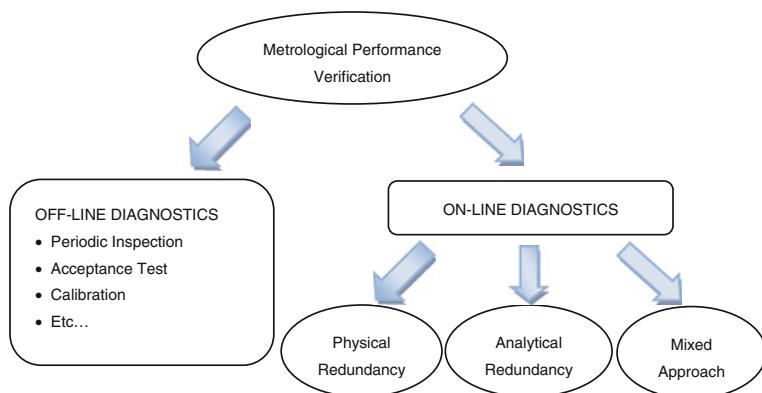 Metrological Performance
Verification
OFF-LINE DIAGNOSTICS
• Periodic Inspection
• Acceptance Test
• Calibration
• Etc…
ON-LINE DIAGNOSTICS
Physical
Redundancy
Analytical
Redundancy
Mixed
Approach